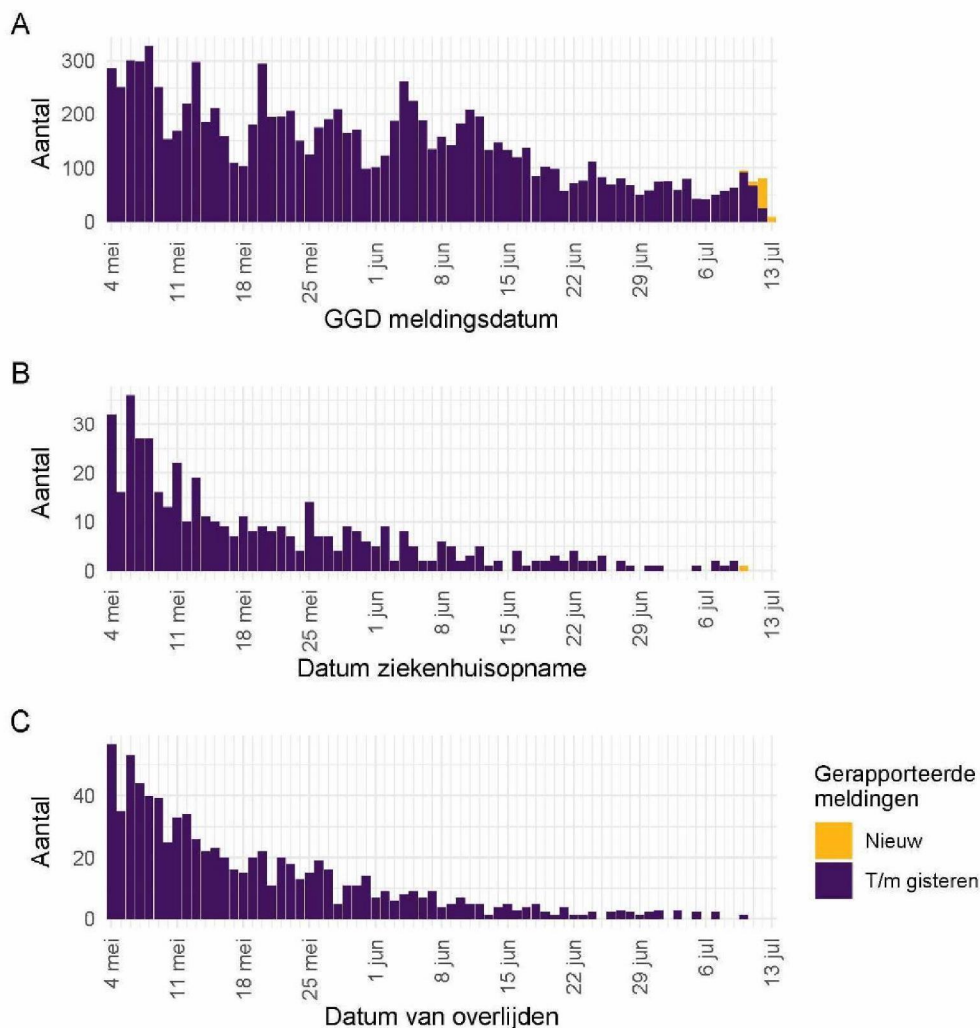 A
Aantal
300
200
100
0
4 mei
11 mei
18 mei
25 mei
1 jun
8 jun
15 jun
22 jun
29 jun
6 jul
13 jul
GGD meldingsdatum
B
Aantal
30
20
10
0
4 mei
11 mei
18 mei
25 mei
1 jun
8 jun
15 jun
22 jun
29 jun
6 jul
13 jul
Datum ziekenhuisopname
C
Aantal
40
20
0
4 mei
11 mei
18 mei
25 mei
1 jun
8 jun
15 jun
22 jun
29 jun
6 jul
13 jul
Datum van overlijden
Gerapporteerde
meldingen
Nieuw
T/m gisteren